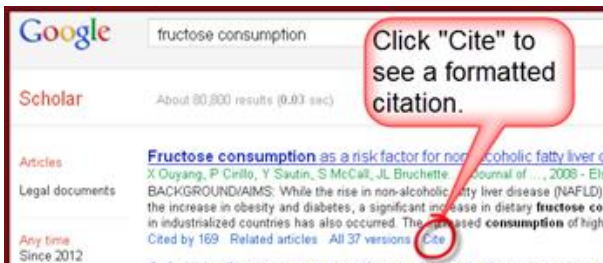 Google
fructose consumption
Click "Cite" to
see a formatted
citation.
Scholar
About 80,800 results (0.03 sec)
Articles
Legal documents
Any time
Since 2012
Fructose consumption as a risk factor for non alcoholic fatty liver
X Ouyang, P Cirillo, Y Sautin, S McCall, JL Bruchette Journal of ..., 2008 -
BACKGROUND/AIMS: While the rise in non-alcoholic fatty liver disease (NAFLD)
the increase in obesity and diabetes, a significant increase in dietary fructose
in industrialized countries has also occurred. The consumption of high
Cited by 169 Related articles All 37 versions Cite